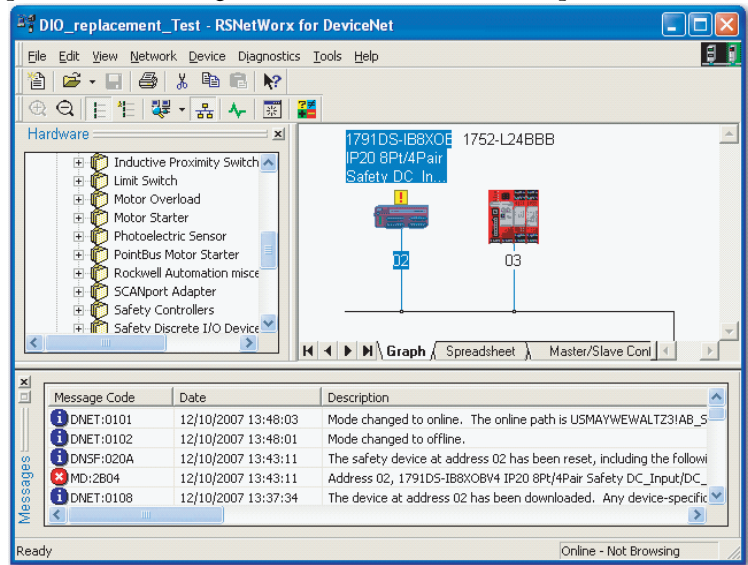 DIO_replacement_Test - RSNetWorx for DeviceNet
File Edit View Network Device Diagnostics Tools Help
Hardware
Inductive Proximity Switch
Limit Switch
Motor Overload
Motor Starter
Photoelectric Sensor
PointBus Motor Starter
Rockwell Automation misce
SCANport Adapter
Safety Controllers
Safety Discrete I/O Device
1791DS-IB8XOB
IP20 8Pt/4Pair
Safety DC_In...
02
1752-L24BBB
03
Graph Spreadsheet Master/Slave Conf
Messages
Message Code Date Description
DNET:0101 12/10/2007 13:48:03 Mode changed to online. The online path is USMAYWEWALTZ3!AB_S
DNET:0102 12/10/2007 13:48:01 Mode changed to offline.
DNSF:020A 12/10/2007 13:43:11 The safety device at address 02 has been reset, including the followi
MD:2B04 12/10/2007 13:43:11 Address 02, 1791DS-IB8XOBV4 IP20 8Pt/4Pair Safety DC_Input/DC_
DNET:0108 12/10/2007 13:37:34 The device at address 02 has been downloaded. Any device-specific
Ready Online - Not Browsing